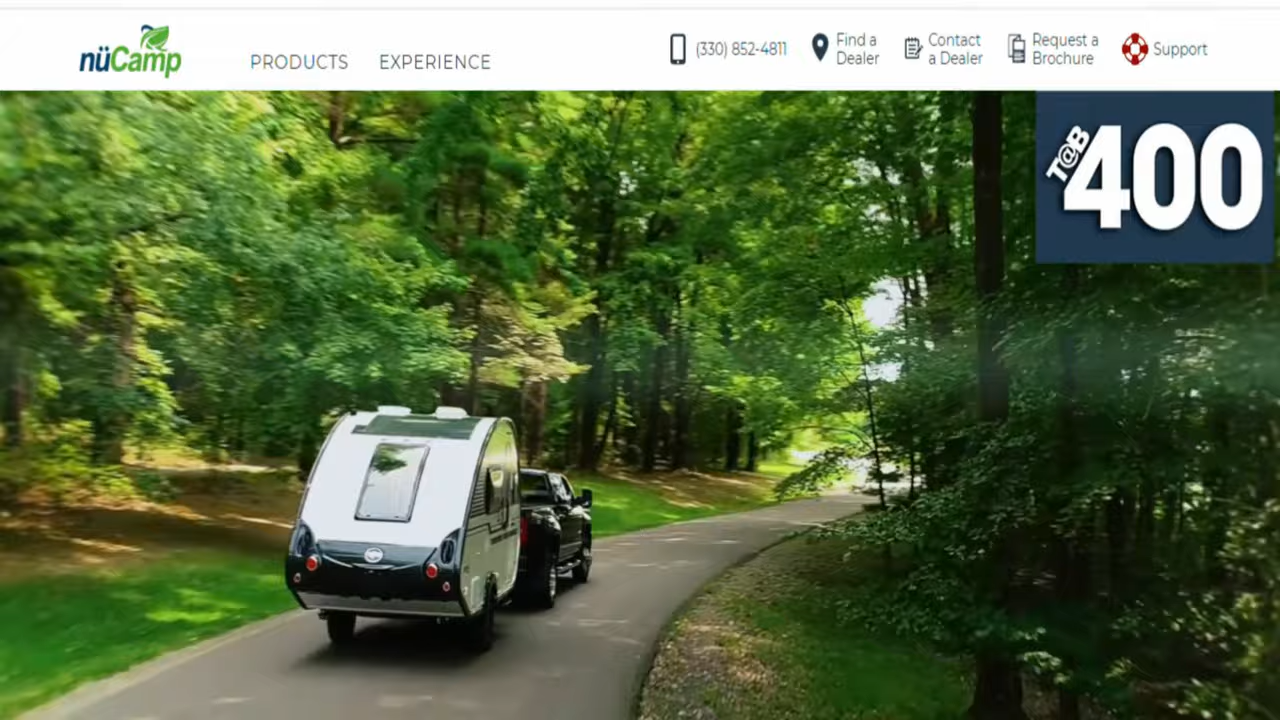 nüCamp
PRODUCTS
EXPERIENCE
(330) 852-4811
Find a
Dealer
Contact
a Dealer
Request a
Brochure
Support
T@B
400